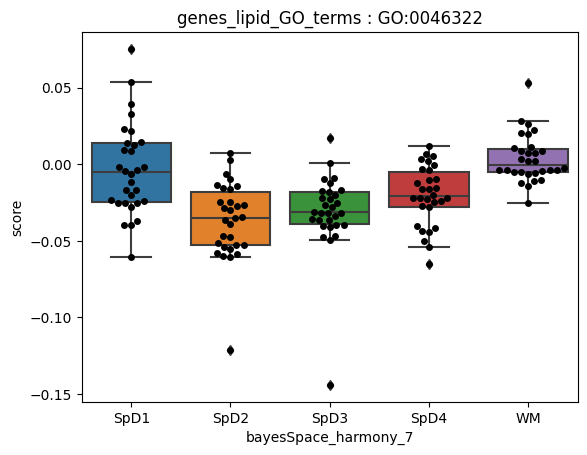 genes_lipid_GO_terms : GO:0046322
0.05
0.00
−0.05
−0.10
−0.15
score
SpD1 SpD2 SpD3 SpD4 WM
bayesSpace_harmony_7